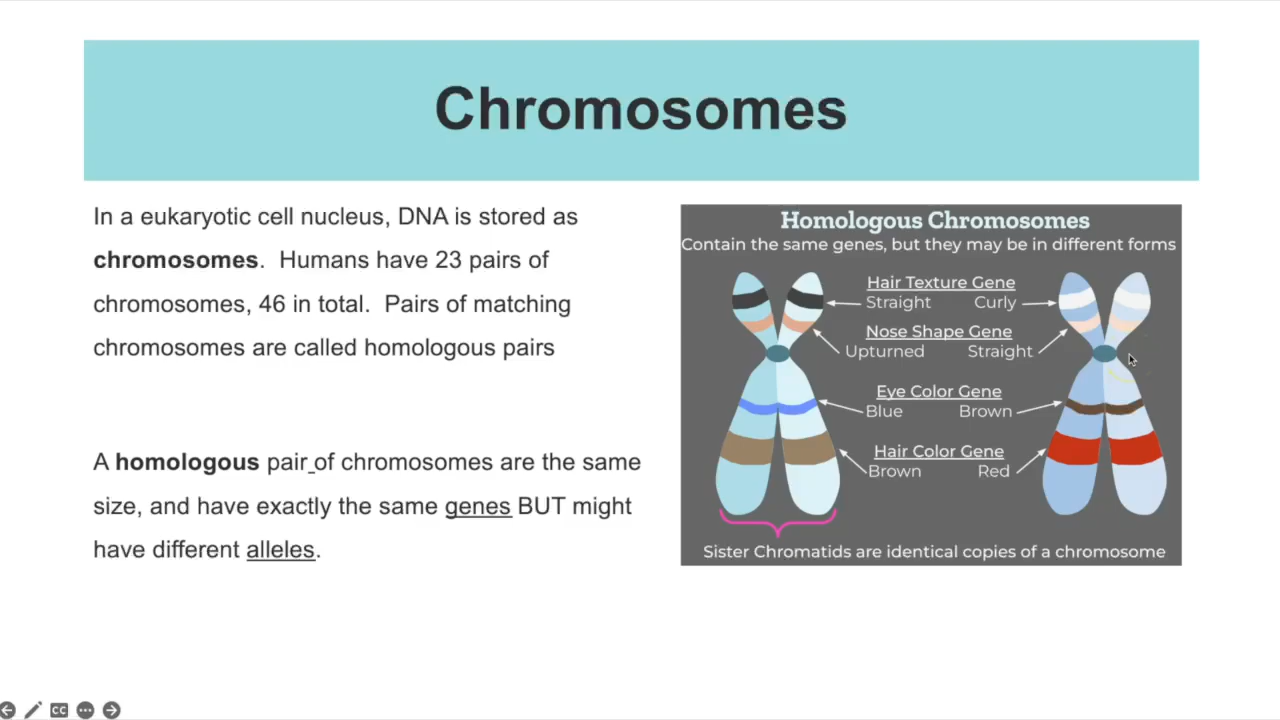 Chromosomes
In a eukaryotic cell nucleus, DNA is stored as
chromosomes. Humans have 23 pairs of
chromosomes, 46 in total. Pairs of matching
chromosomes are called homologous pairs
A homologous pair of chromosomes are the same
size, and have exactly the same genes BUT might
have different alleles.
Homologous Chromosomes
Contain the same genes, but they may be in different forms
Hair Texture Gene
Straight Curly
Nose Shape Gene
Upturned Straight
Eye Color Gene
Blue Brown
Hair Color Gene
Brown Red
Sister Chromatids are identical copies of a chromosome
CC